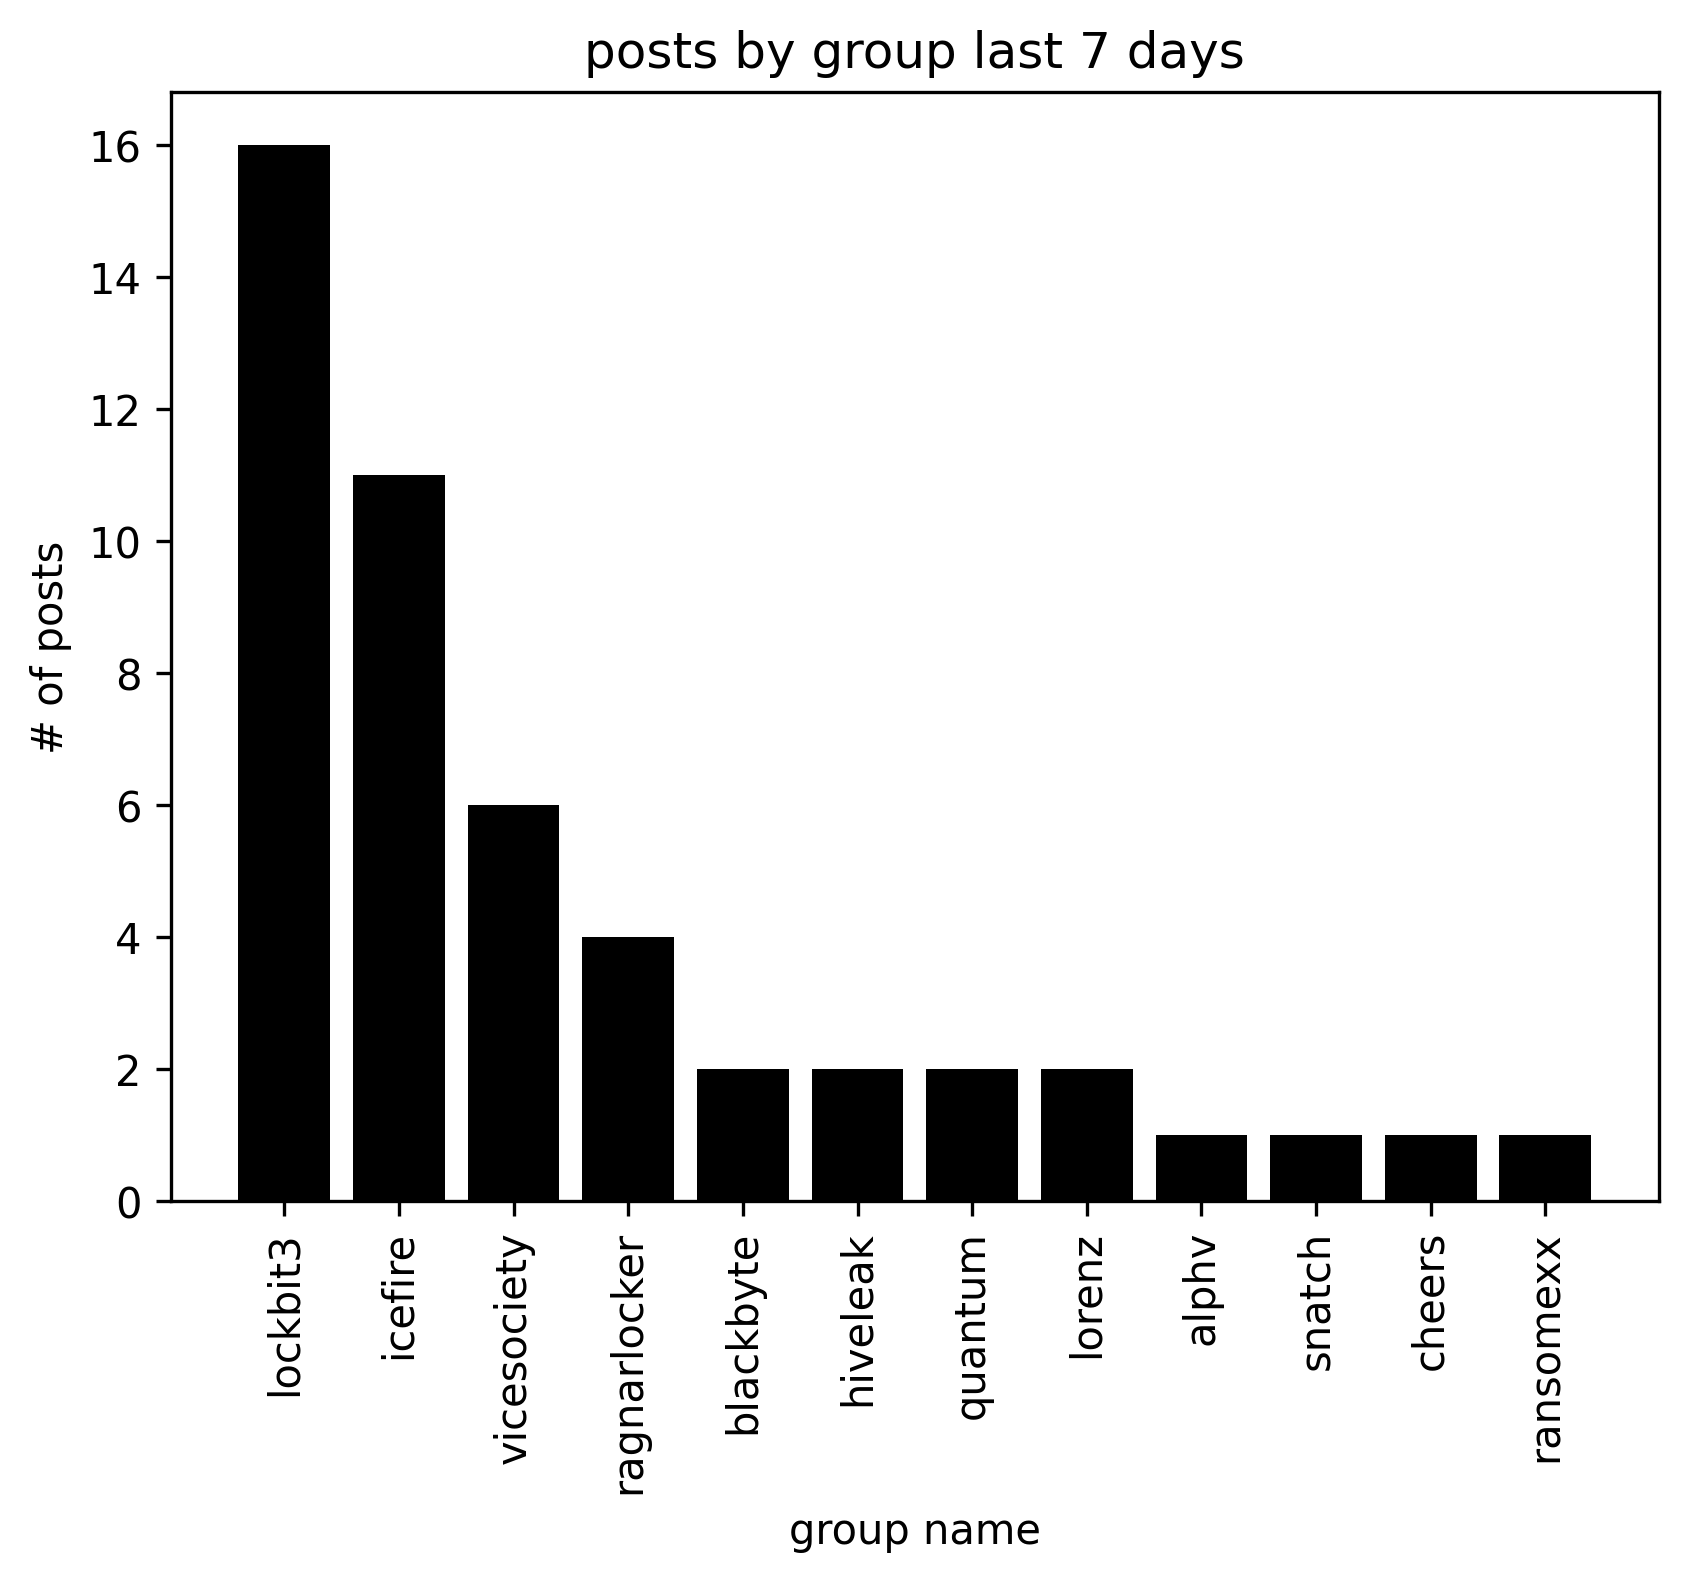 posts by group last 7 days
16
14
12
10
8
6
4
2
0
# of posts
lockbit3
icefire
vicesociety
ragnarlocker
blackbyte
hiveleak
quantum
lorenz
alphv
snatch
cheers
ransomexx
group name